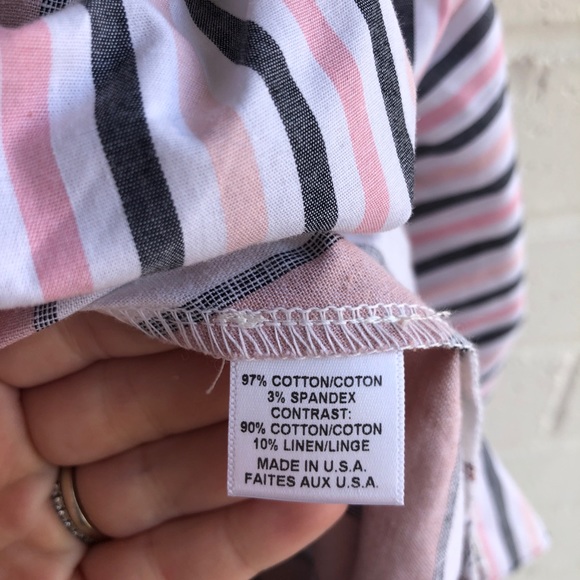 97% COTTON/COTON
3% SPANDEX
CONTRAST:
90% COTTON/COTON
10% LINEN/LINGE
MADE IN U.S.A.
FAITES AUX U.S.A.